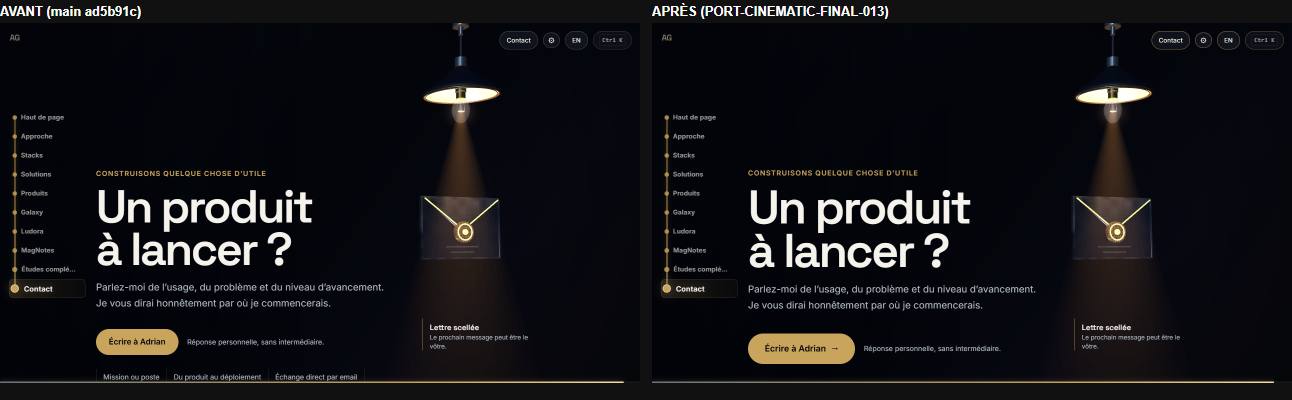 AVANT (main ad5b91c)
AG
Contact
EN
Ctrl K
Haut de page
Approche
Stacks
Solutions
Produits
Galaxy
Ludora
MagNotes
Études complé...
Contact
CONSTRUISONS QUELQUE CHOSE D'UTILE
Un produit
à lancer ?
Parlez-moi de l'usage, du problème et du niveau d'avancement.
Je vous dirai honnêtement par où je commencerais.
Écrire à Adrian
Réponse personnelle, sans intermédiaire.
Mission ou poste
Du produit au déploiement
Échange direct par email
Lettre scellée
Le prochain message peut être le
vôtre.
APRÈS (PORT-CINEMATIC-FINAL-013)
AG
Contact
EN
Ctrl K
Haut de page
Approche
Stacks
Solutions
Produits
Galaxy
Ludora
MagNotes
Études complé...
Contact
CONSTRUISONS QUELQUE CHOSE D'UTILE
Un produit
à lancer ?
Parlez-moi de l'usage, du problème et du niveau d'avancement.
Je vous dirai honnêtement par où je commencerais.
Écrire à Adrian →
Réponse personnelle, sans intermédiaire.
Lettre scellée
Le prochain message peut être le
vôtre.